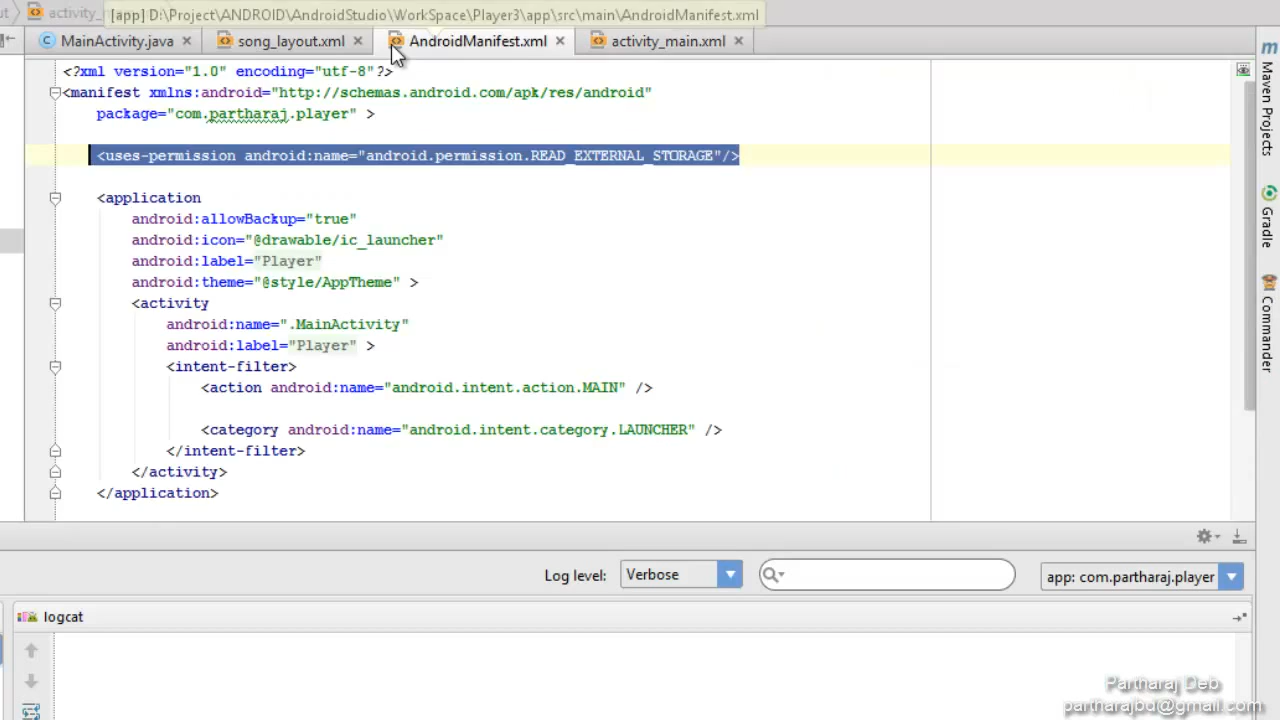 [app] D:\Project\ANDROID\AndroidStudio\WorkSpace\Player3\app\src\main\AndroidManifest.xml
MainActivity.java song_layout.xml AndroidManifest.xml activity_main.xml
<?xml version="1.0" encoding="utf-8"?>
<manifest xmlns:android="http://schemas.android.com/apk/res/android"
package="com.partharaj.player" >
<uses-permission android:name="android.permission.READ_EXTERNAL_STORAGE"/>
<application
android:allowBackup="true"
android:icon="@drawable/ic_launcher"
android:label="Player"
android:theme="@style/AppTheme" >
<activity
android:name=".MainActivity"
android:label="Player" >
<intent-filter>
<action android:name="android.intent.action.MAIN" />
<category android:name="android.intent.category.LAUNCHER" />
</intent-filter>
</activity>
</application>
Maven Projects
Gradle
Commander
Log level: Verbose app: com.partharaj.player
logcat
Partharaj Deb
partharajbd@gmail.com